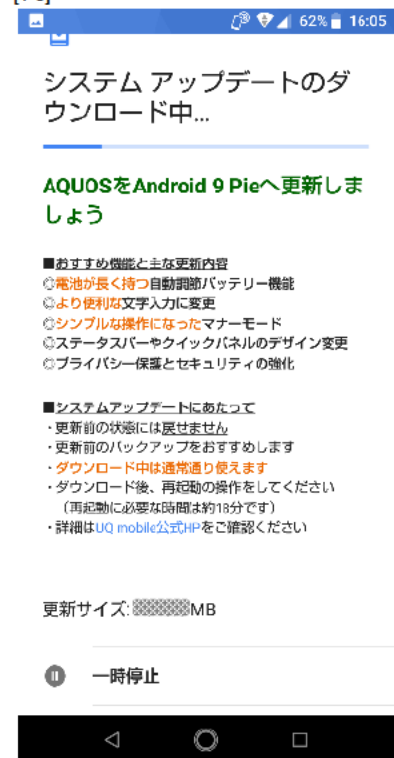 62% 16:05
システム アップデートのダ
ウンロード中...
AQUOSをAndroid 9 Pieへ更新しま
しょう
■おすすめ機能と主な更新内容
◎電池が長く持つ自動調節バッテリー機能
◎より便利な文字入力に変更
◎シンプルな操作になったマナーモード
◎ステータスバーやクイックパネルのデザイン変更
◎プライバシー保護とセキュリティの強化
■システムアップデートにあたって
・更新前の状態には戻せません
・更新前のバックアップをおすすめします
・ダウンロード中は通常通り使えます
・ダウンロード後、再起動の操作をしてください
（再起動に必要な時間は約18分です）
・詳細はUQ mobile公式HPをご確認ください
更新サイズ: MB
一時停止